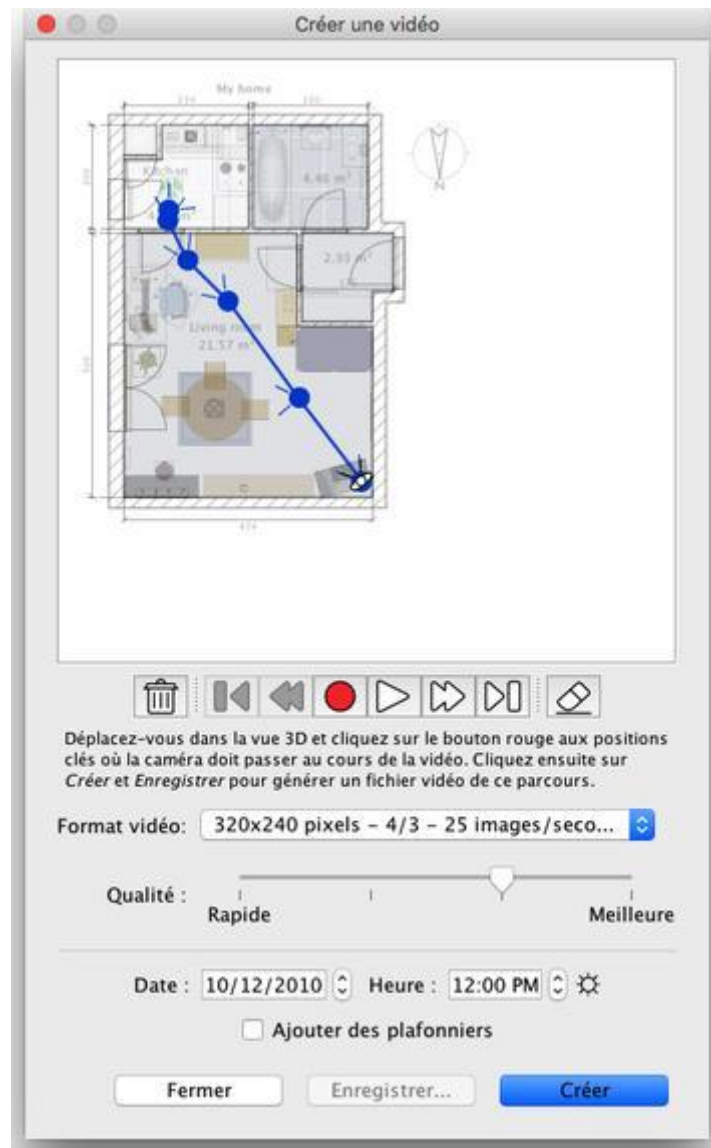 Créer une vidéo
My home
330
Kitchen
4.46 m²
2.93 m²
Living room
21.57 m²
N
Déplacez-vous dans la vue 3D et cliquez sur le bouton rouge aux positions
clés où la caméra doit passer au cours de la vidéo. Cliquez ensuite sur
Créer et Enregistrer pour générer un fichier vidéo de ce parcours.
Format vidéo: 320x240 pixels – 4/3 – 25 images/seco...
Qualité :
Rapide Meilleure
Date : 10/12/2010 Heure : 12:00 PM
Ajouter des plafonniers
Fermer Enregistrer... Créer